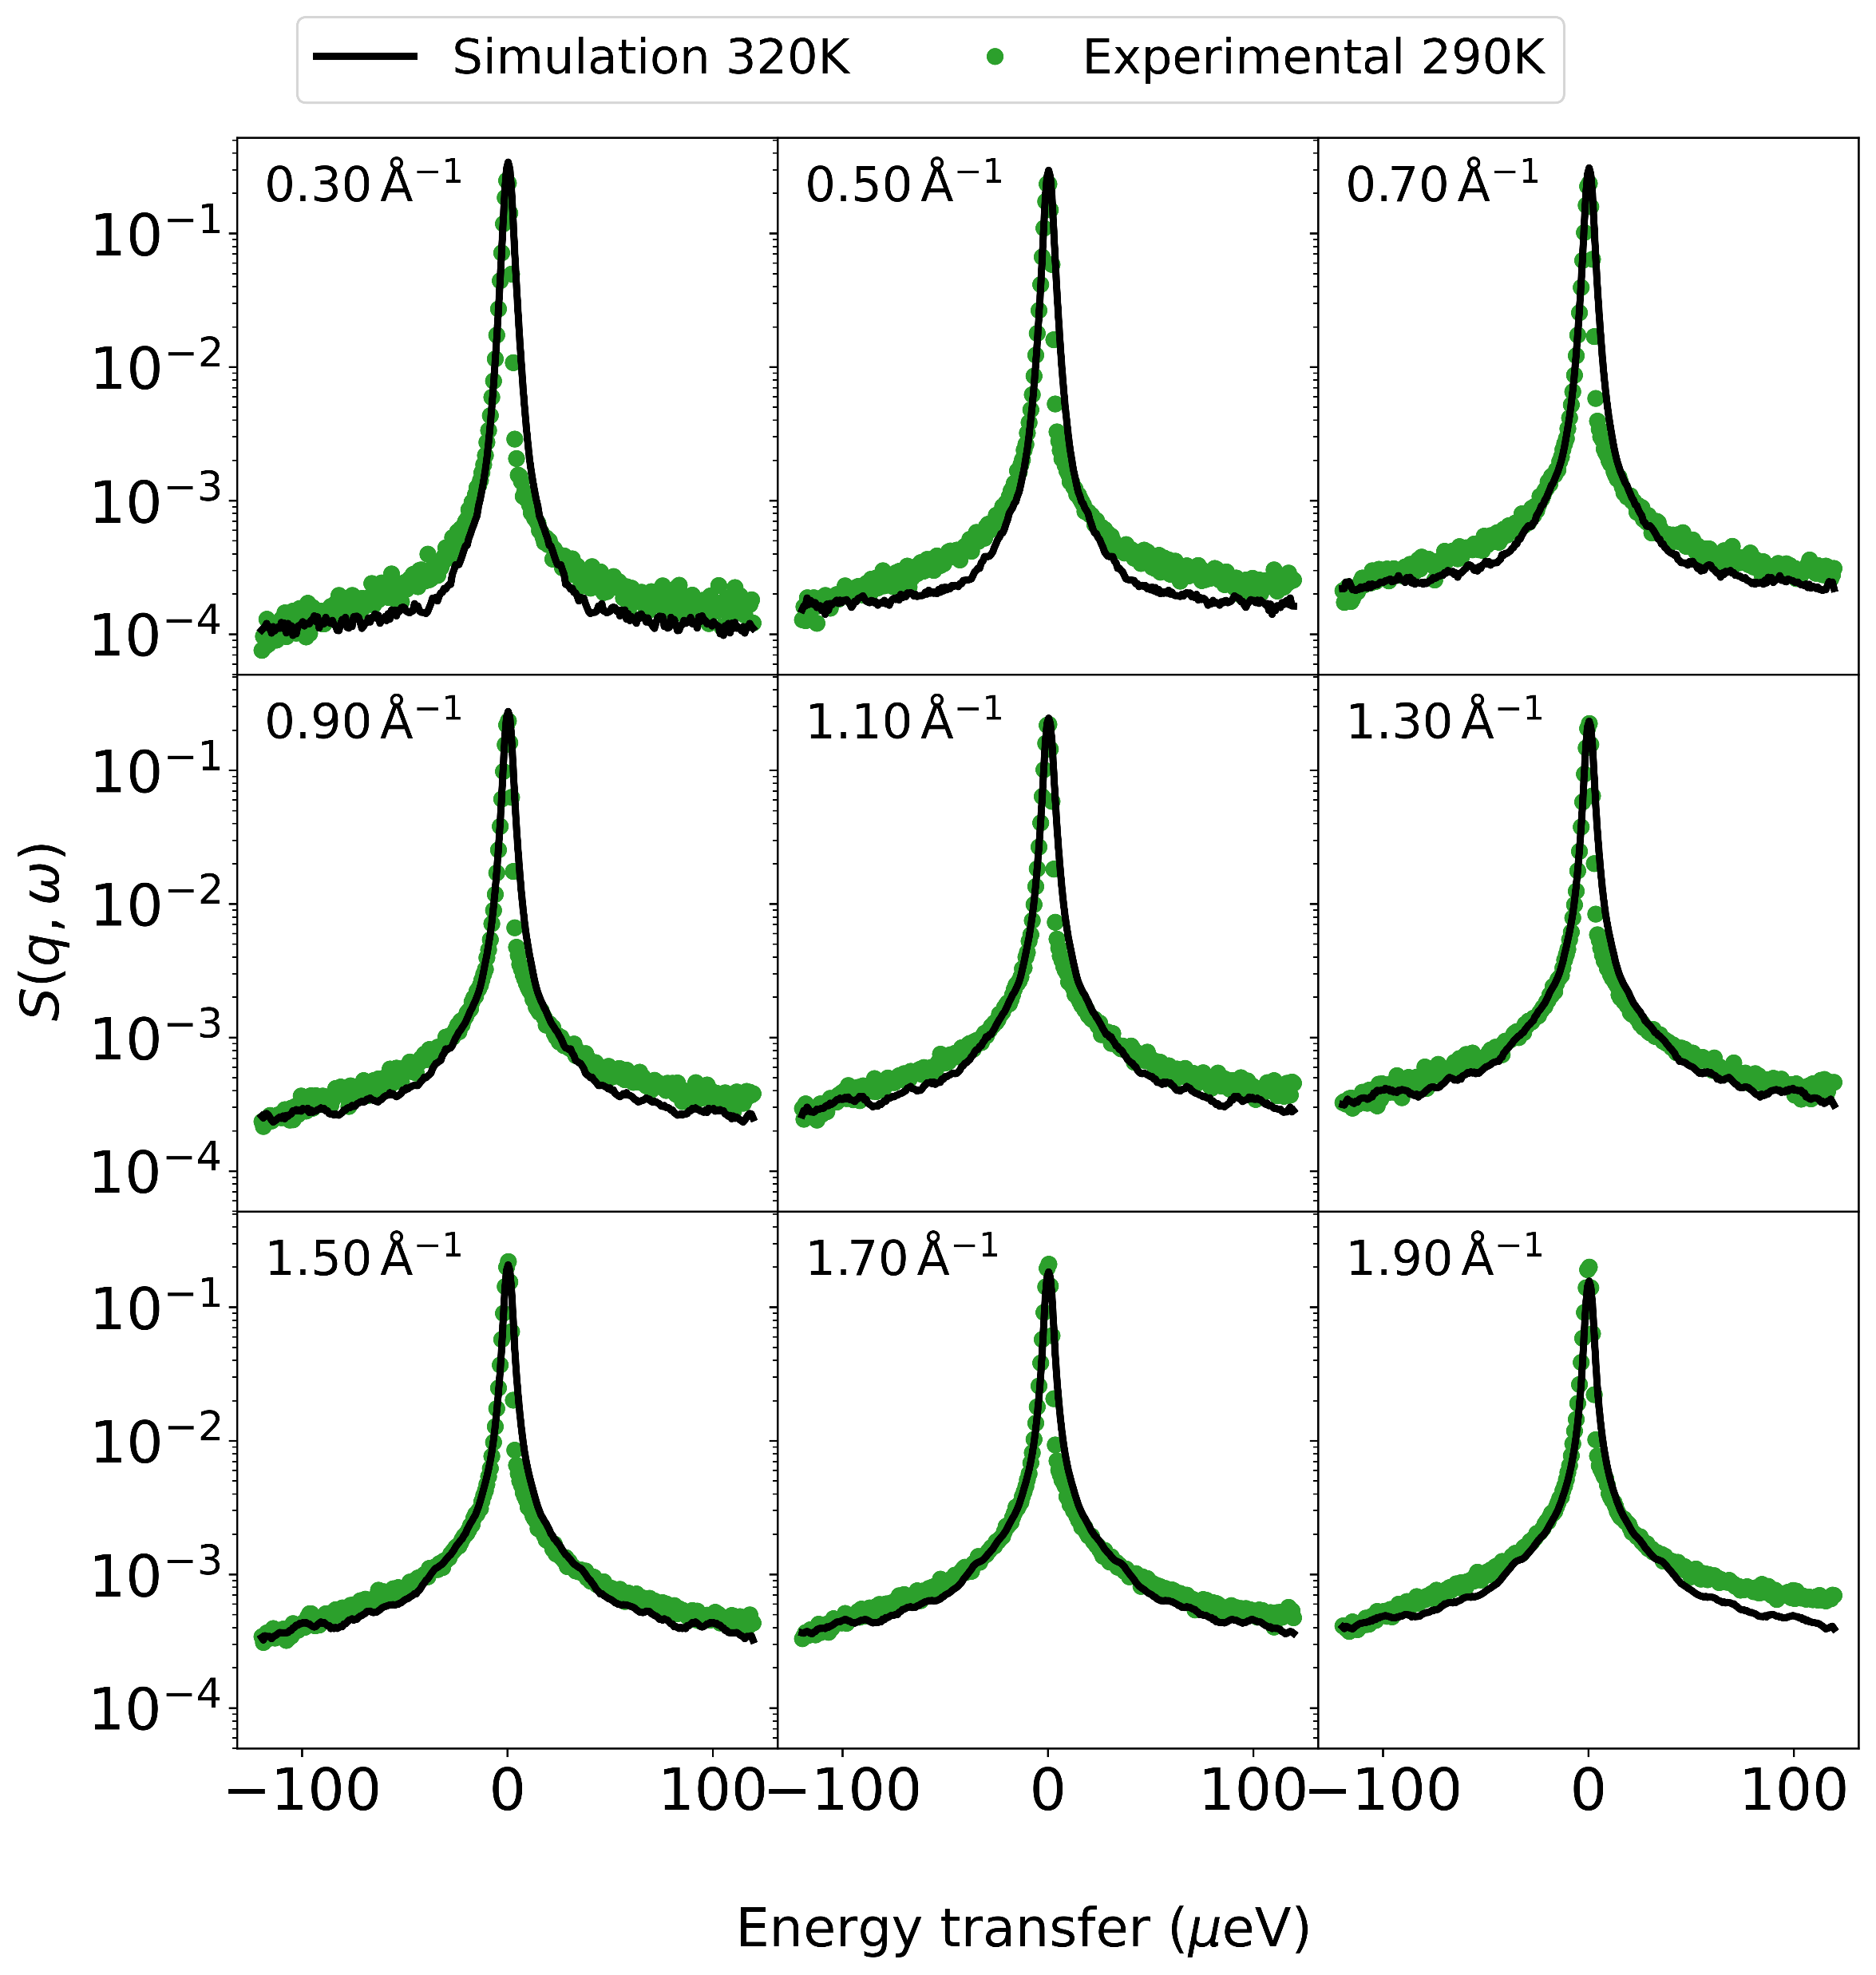 Simulation 320K Experimental 290K
0.30 Å⁻¹ 0.50 Å⁻¹ 0.70 Å⁻¹
10⁻¹
10⁻²
10⁻³
10⁻⁴
0.90 Å⁻¹ 1.10 Å⁻¹ 1.30 Å⁻¹
10⁻¹
10⁻²
10⁻³
10⁻⁴
S(q, ω)
1.50 Å⁻¹ 1.70 Å⁻¹ 1.90 Å⁻¹
10⁻¹
10⁻²
10⁻³
10⁻⁴
−100 0 100 −100 0 100 −100 0 100
Energy transfer (μeV)